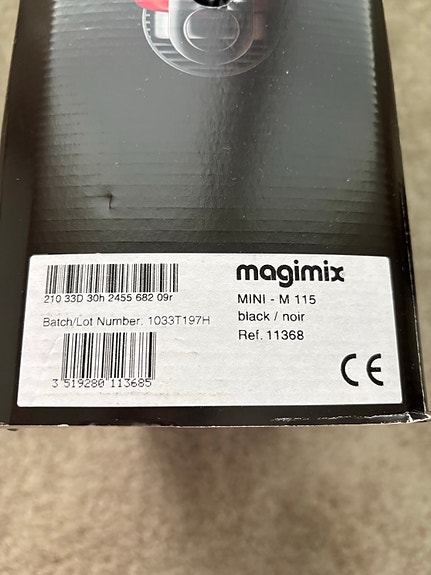 210 33D 30h 2455 682 09r
Batch/Lot Number. 1033T197H
3 519280 113685
magimix
MINI - M 115
black / noir
Ref. 11368
CE